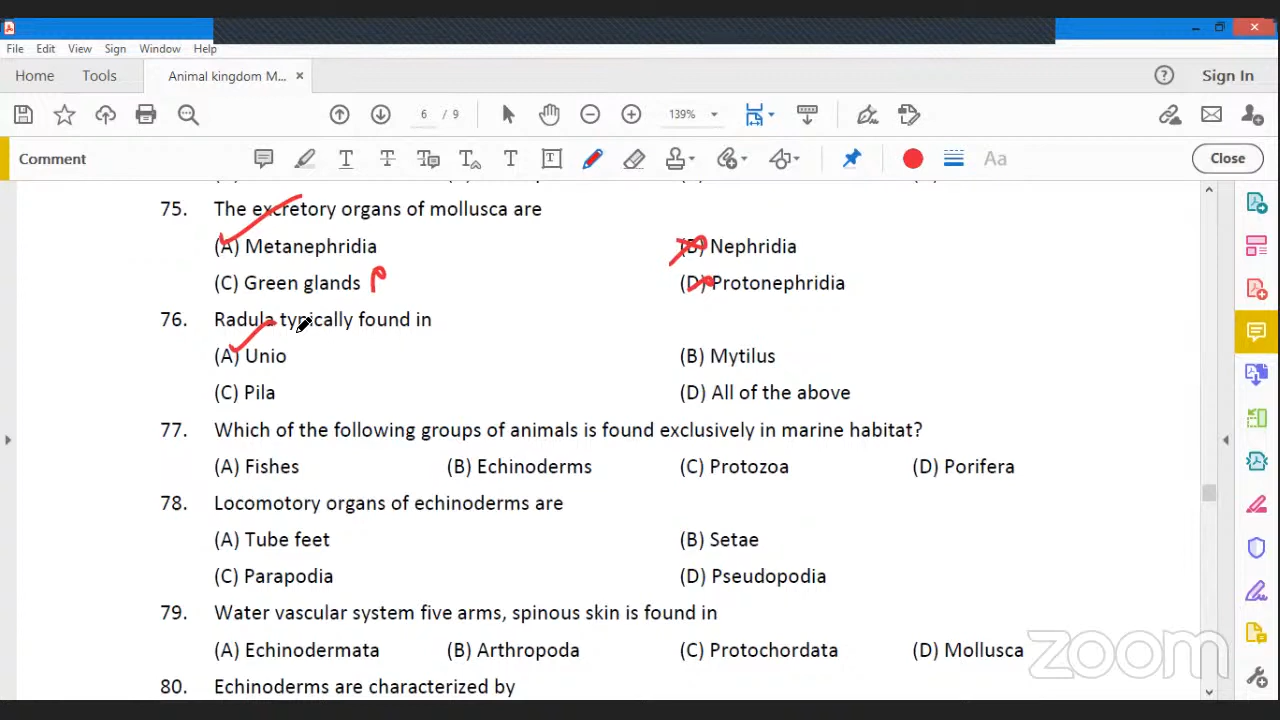 File Edit View Sign Window Help
Home Tools Animal kingdom M... × Sign In
6 / 9 139%
Comment Aa Close
75. The excretory organs of mollusca are
(A) Metanephridia (B) Nephridia
(C) Green glands (D) Protonephridia
76. Radula typically found in
(A) Unio (B) Mytilus
(C) Pila (D) All of the above
77. Which of the following groups of animals is found exclusively in marine habitat?
(A) Fishes (B) Echinoderms (C) Protozoa (D) Porifera
78. Locomotory organs of echinoderms are
(A) Tube feet (B) Setae
(C) Parapodia (D) Pseudopodia
79. Water vascular system five arms, spinous skin is found in
(A) Echinodermata (B) Arthropoda (C) Protochordata (D) Mollusca
80. Echinoderms are characterized by
zoom